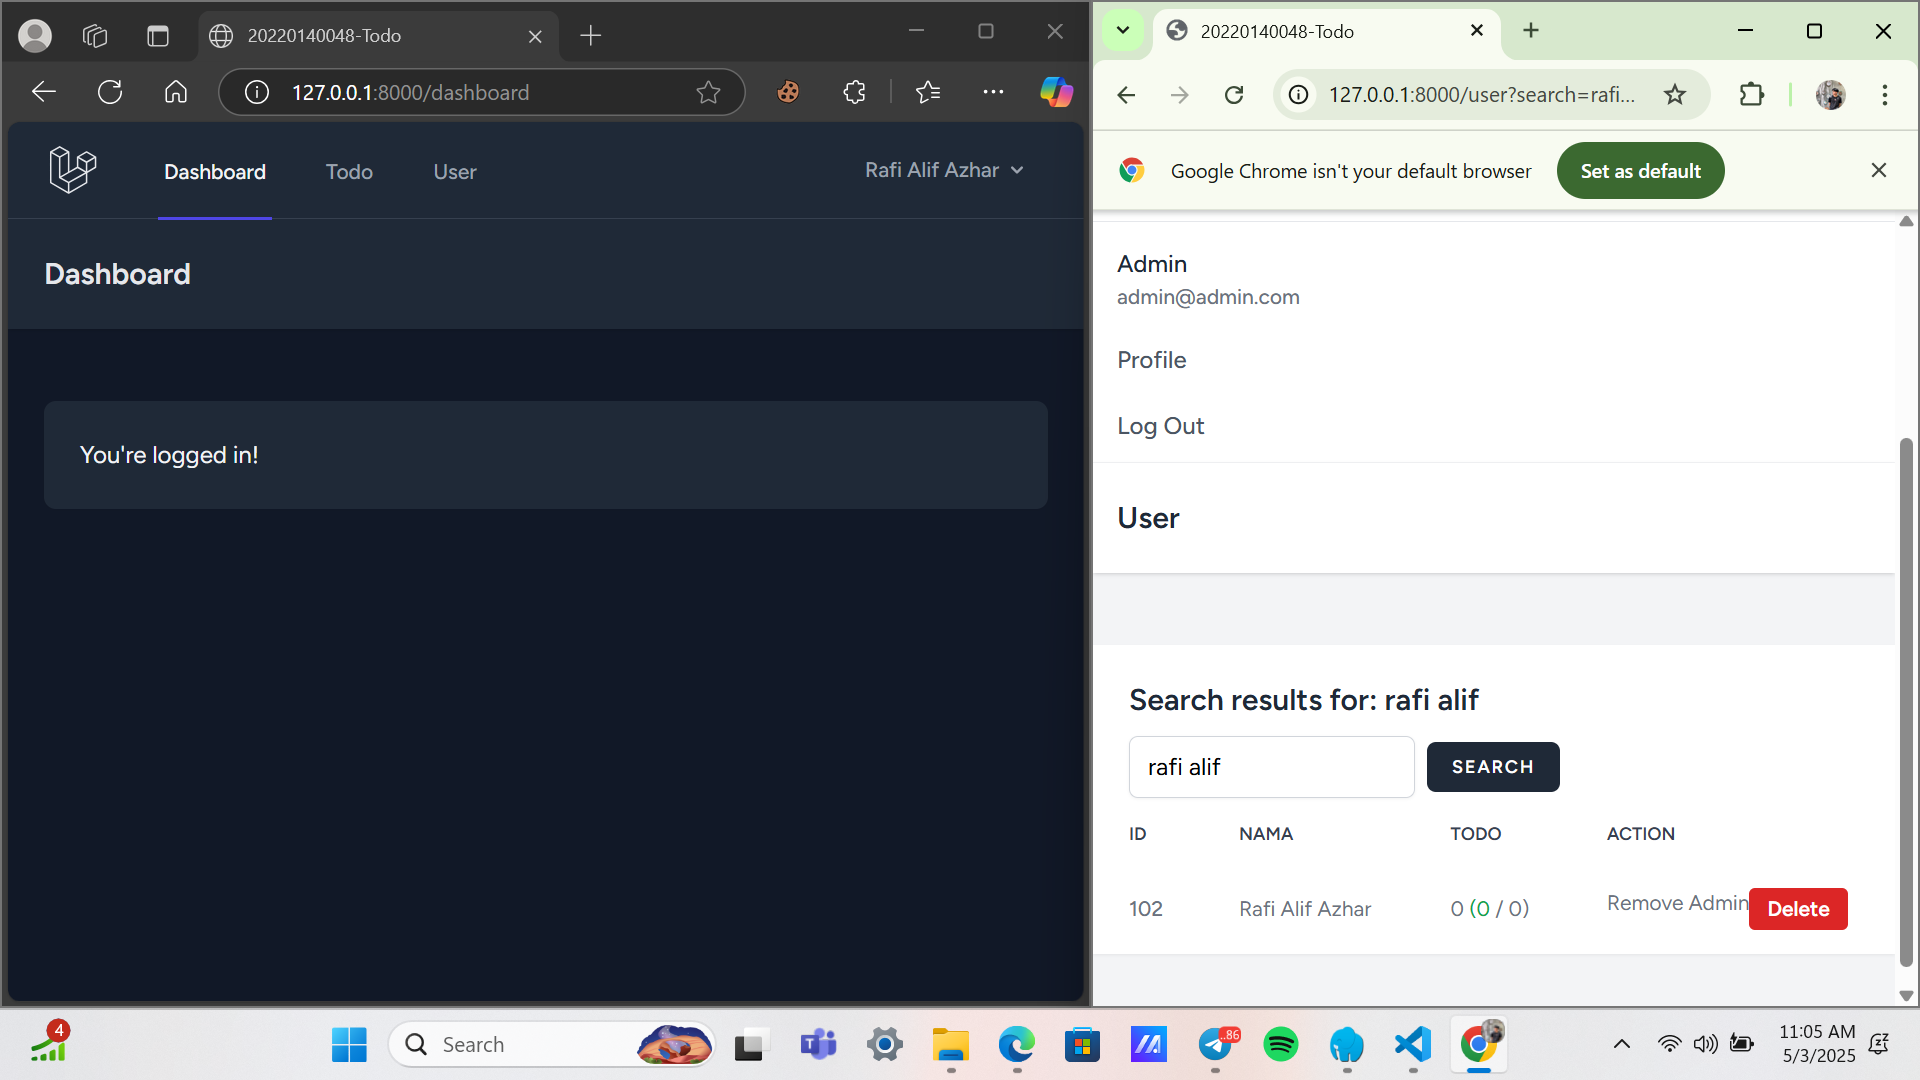 20220140048-Todo
127.0.0.1:8000/dashboard
Dashboard
Todo
User
Rafi Alif Azhar
Dashboard
You're logged in!
20220140048-Todo
127.0.0.1:8000/user?search=rafi...
Google Chrome isn't your default browser
Set as default
Admin
admin@admin.com
Profile
Log Out
User
Search results for: rafi alif
rafi alif
SEARCH
ID NAMA TODO ACTION
102 Rafi Alif Azhar 0 (0 / 0) Remove Admin Delete
4
Search
..86
11:05 AM
5/3/2025